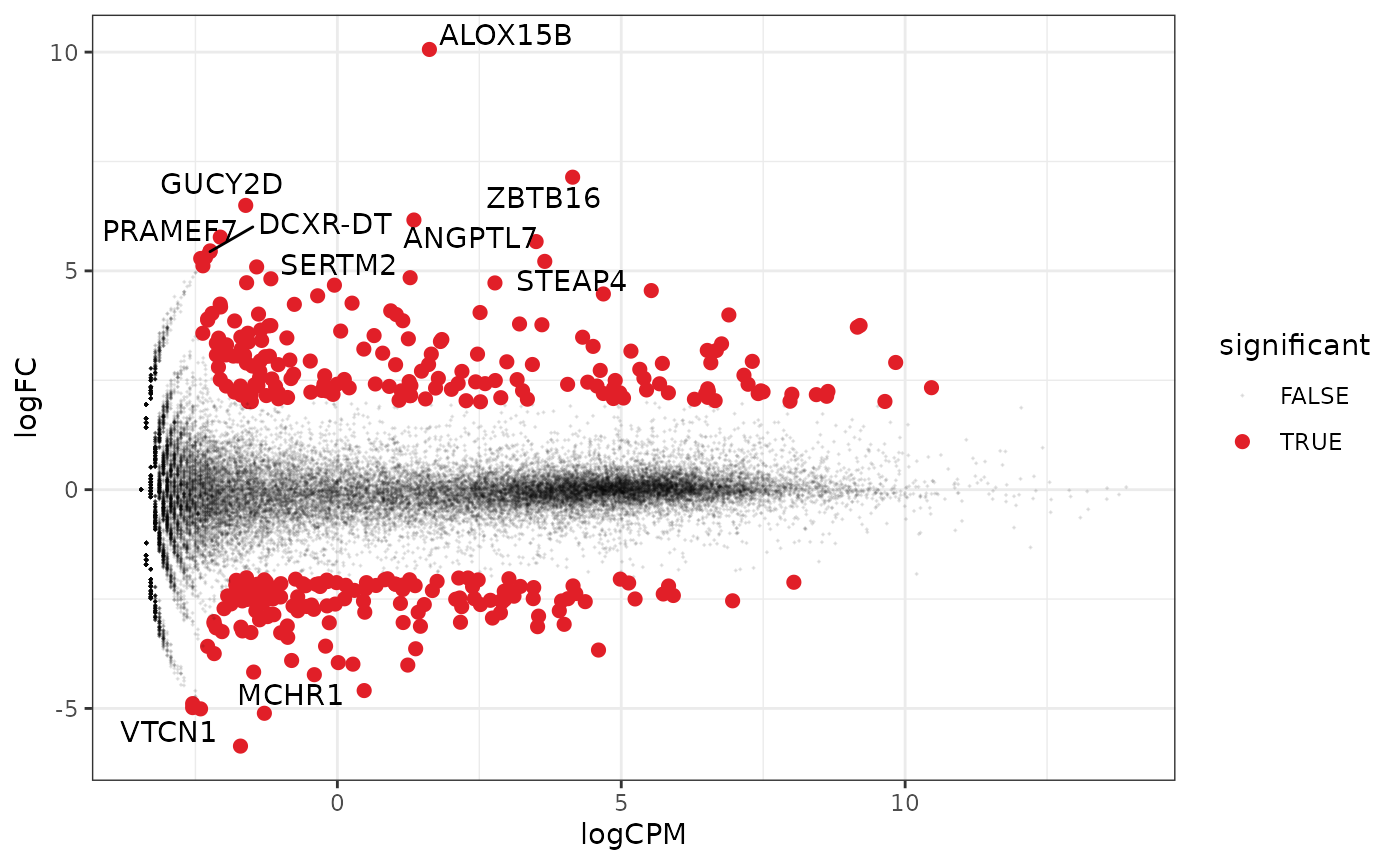 10
5
0
-5
logFC
ALOX15B
GUCY2D
ZBTB16
PRAMEF7
DCXR-DT
ANGPTL7
SERTM2
STEAP4
MCHR1
VTCN1
0
5
10
logCPM
significant
FALSE
TRUE